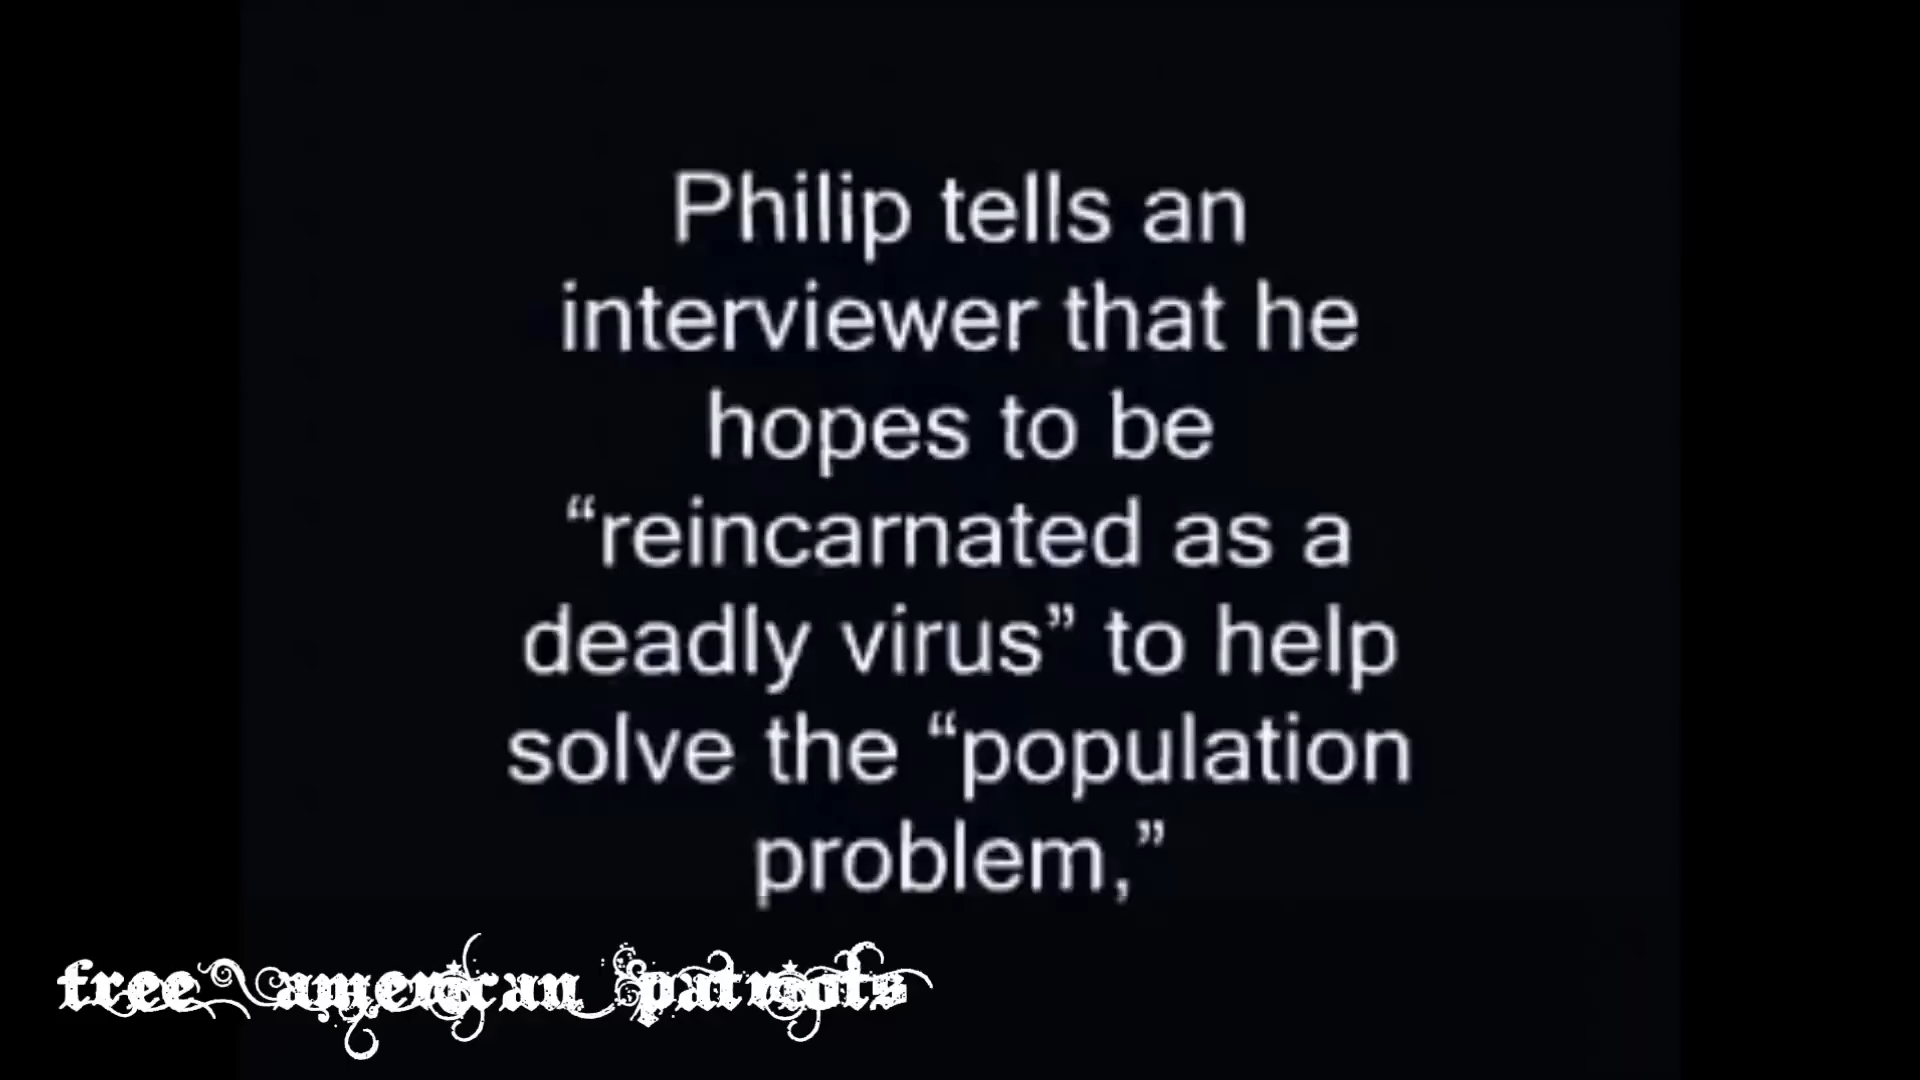 Philip tells an
interviewer that he
hopes to be
“reincarnated as a
deadly virus” to help
solve the “population
problem,”
free american patriots